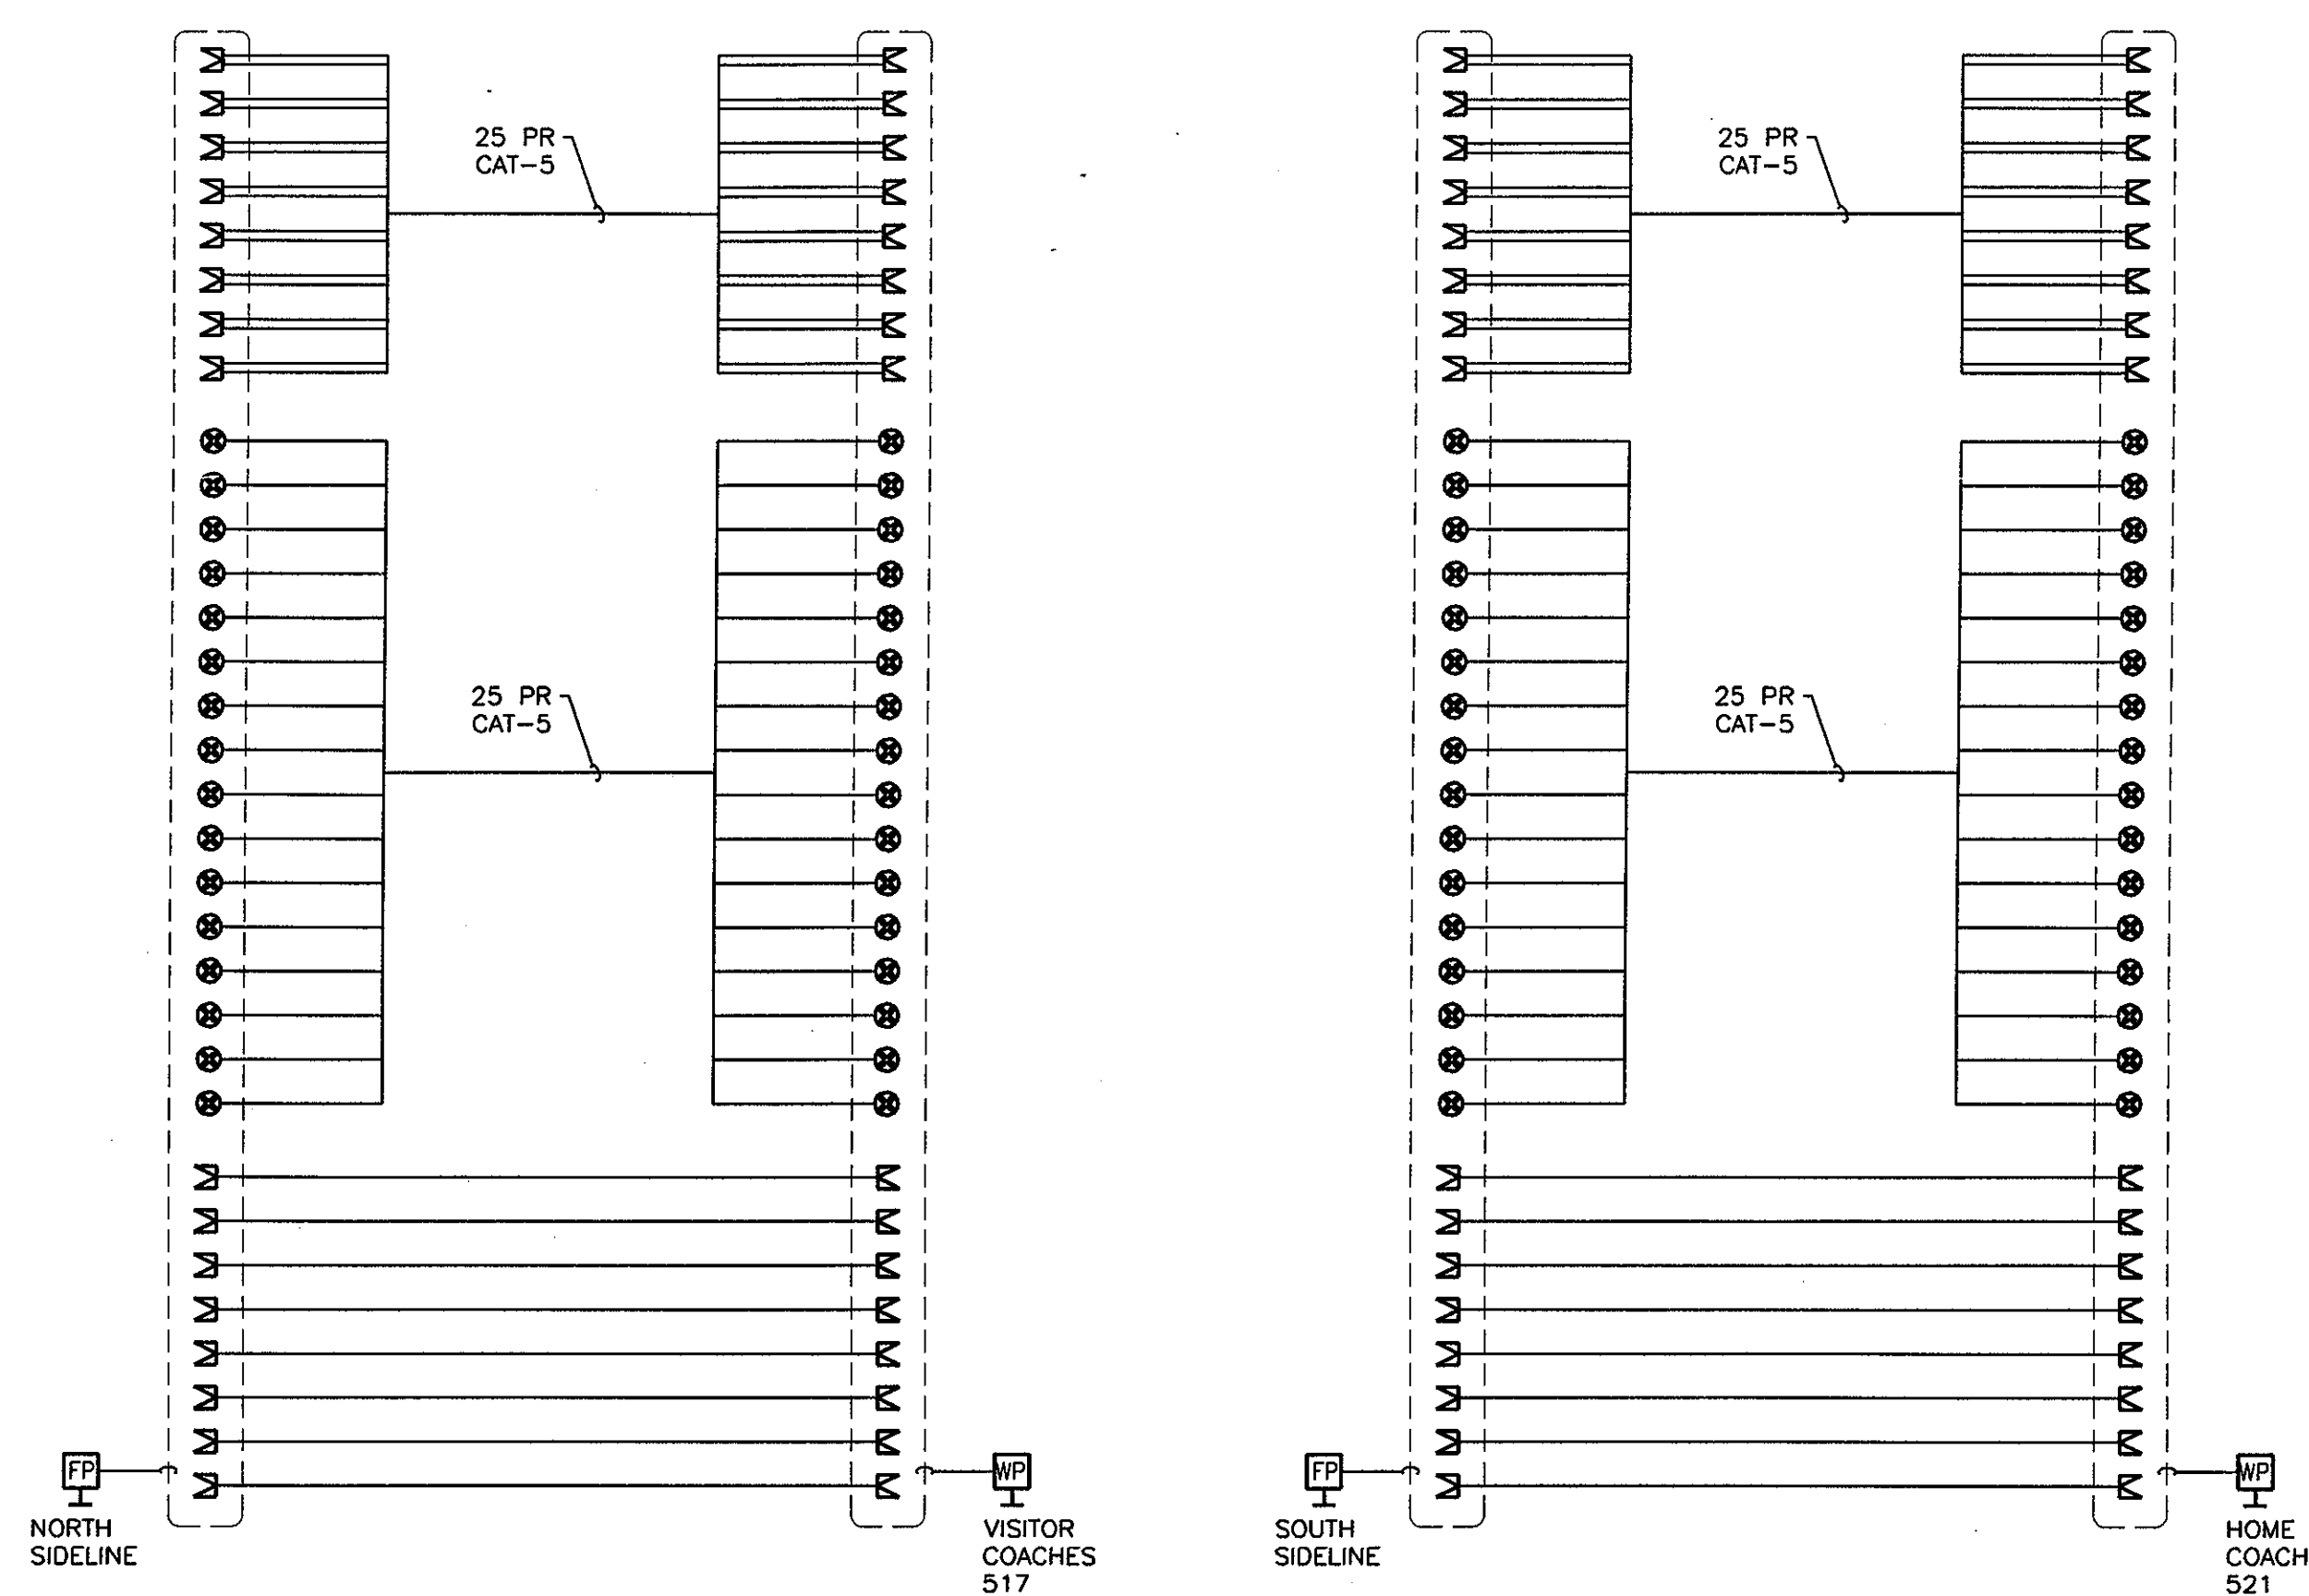 25 PR
CAT-5
25 PR
CAT-5
25 PR
CAT-5
25 PR
CAT-5
FP
NORTH
SIDELINE
WP
VISITOR
COACHES
517
FP
SOUTH
SIDELINE
WP
HOME
COACH
521